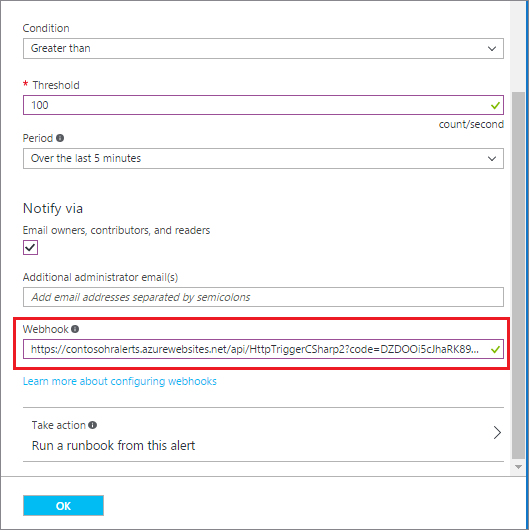 Condition
Greater than
* Threshold
100
count/second
Period
Over the last 5 minutes
Notify via
Email owners, contributors, and readers
Additional administrator email(s)
Add email addresses separated by semicolons
Webhook
https://contosohralerts.azurewebsites.net/api/HttpTriggerCSharp2?code=DZDOOi5cJhaRK89...
Learn more about configuring webhooks
Take action
Run a runbook from this alert
OK